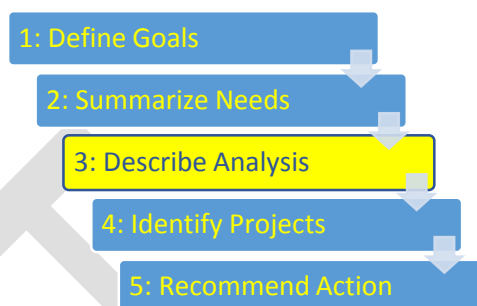 1: Define Goals
2: Summarize Needs
3: Describe Analysis
4: Identify Projects
5: Recommend Action